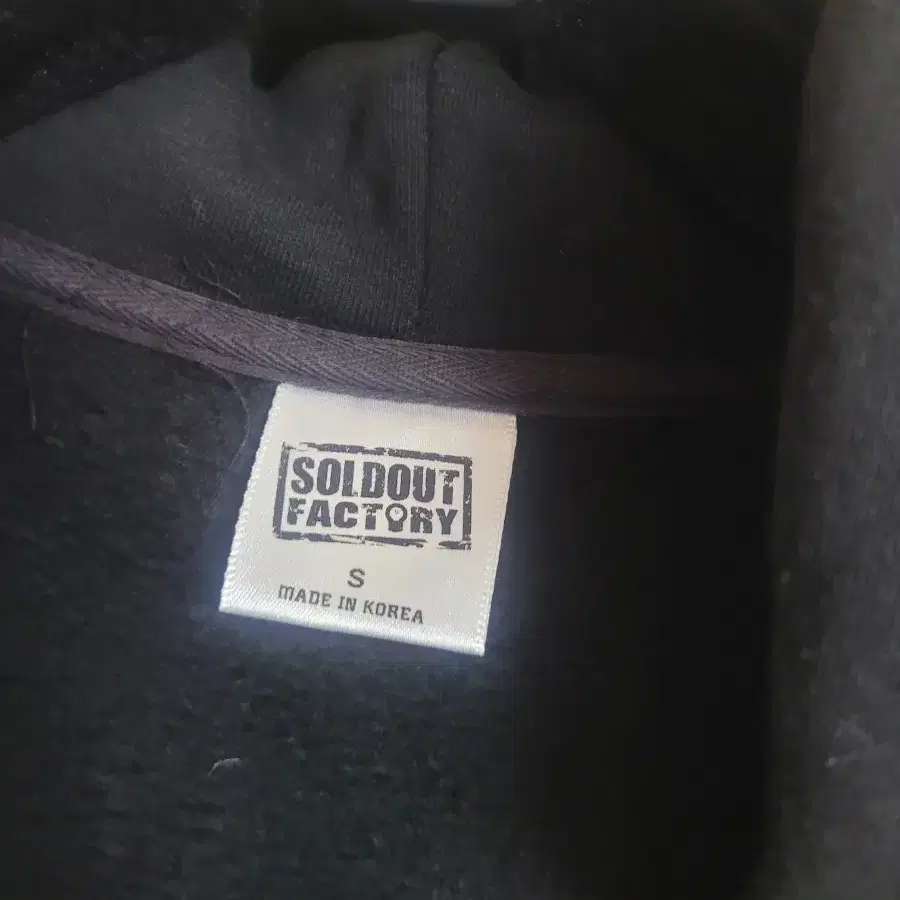 SOLDOUT
FACTORY
S
MADE IN KOREA